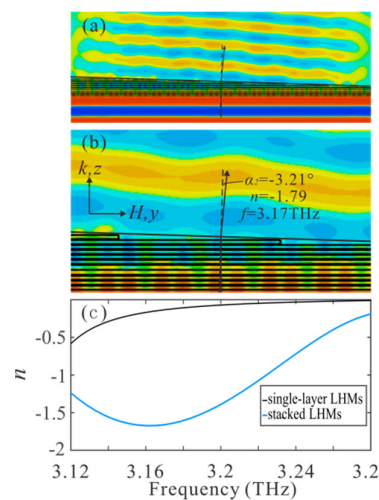 (a)
(b)
k,z
H,y
α₂=-3.21°
n=-1.79
f=3.17THz
(c)
n
-0.5
-1
-1.5
-2
single-layer LHMs
stacked LHMs
3.12 3.16 3.2 3.24 3.2
Frequency (THz)